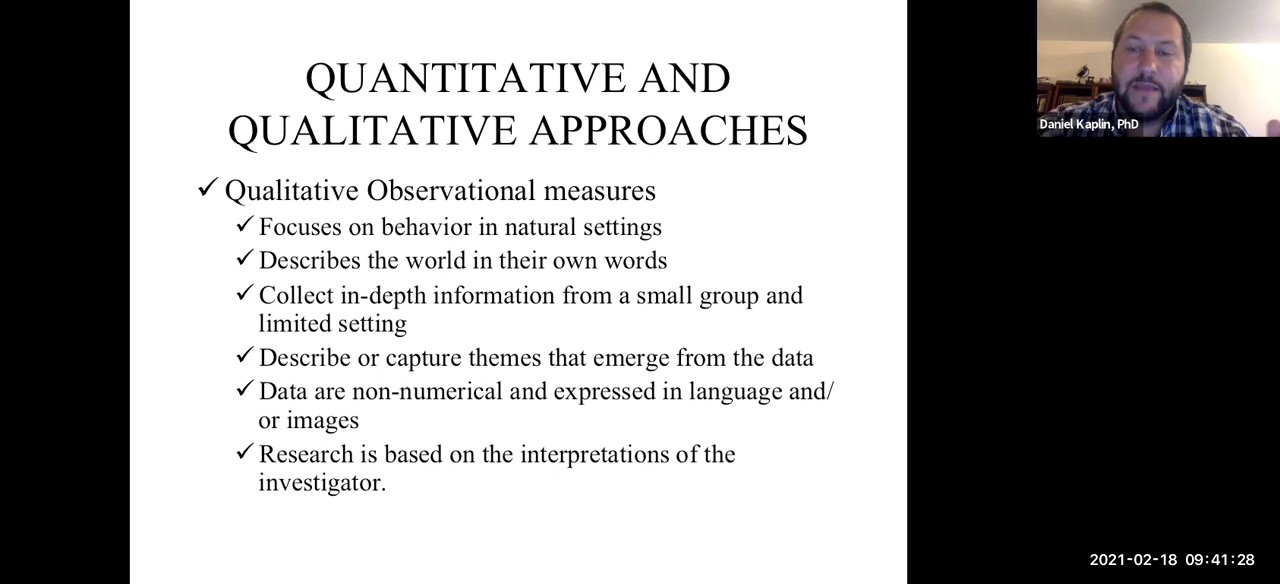 QUANTITATIVE AND
QUALITATIVE APPROACHES
✓ Qualitative Observational measures
✓ Focuses on behavior in natural settings
✓ Describes the world in their own words
✓ Collect in-depth information from a small group and
limited setting
✓ Describe or capture themes that emerge from the data
✓ Data are non-numerical and expressed in language and/
or images
✓ Research is based on the interpretations of the
investigator.
Daniel Kaplin, PhD
2021-02-18 09:41:28